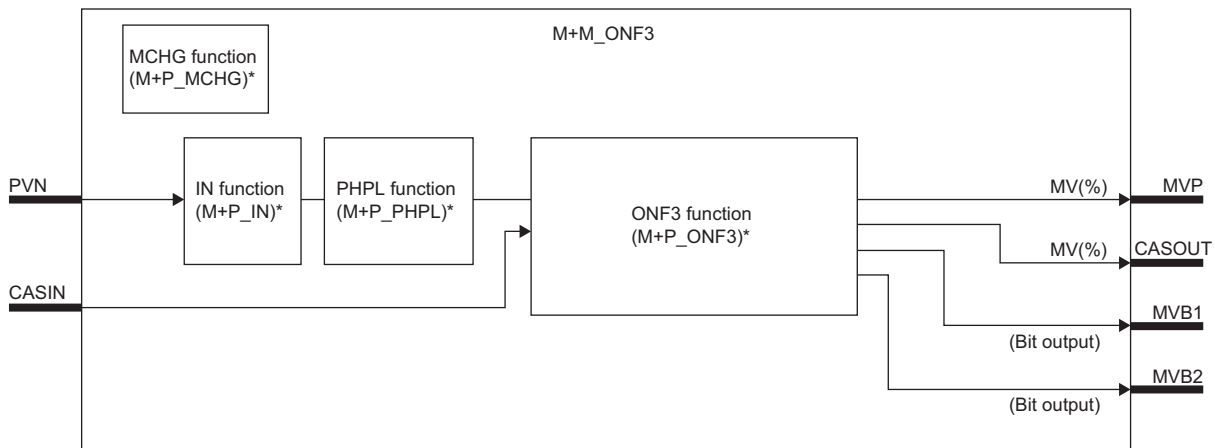 M+M_ONF3
MCHG function
(M+P_MCHG)*
PVN
IN function
(M+P_IN)*
PHPL function
(M+P_PHPL)*
ONF3 function
(M+P_ONF3)*
MV(%)
MVP
MV(%)
CASOUT
CASIN
MVB1
(Bit output)
MVB2
(Bit output)